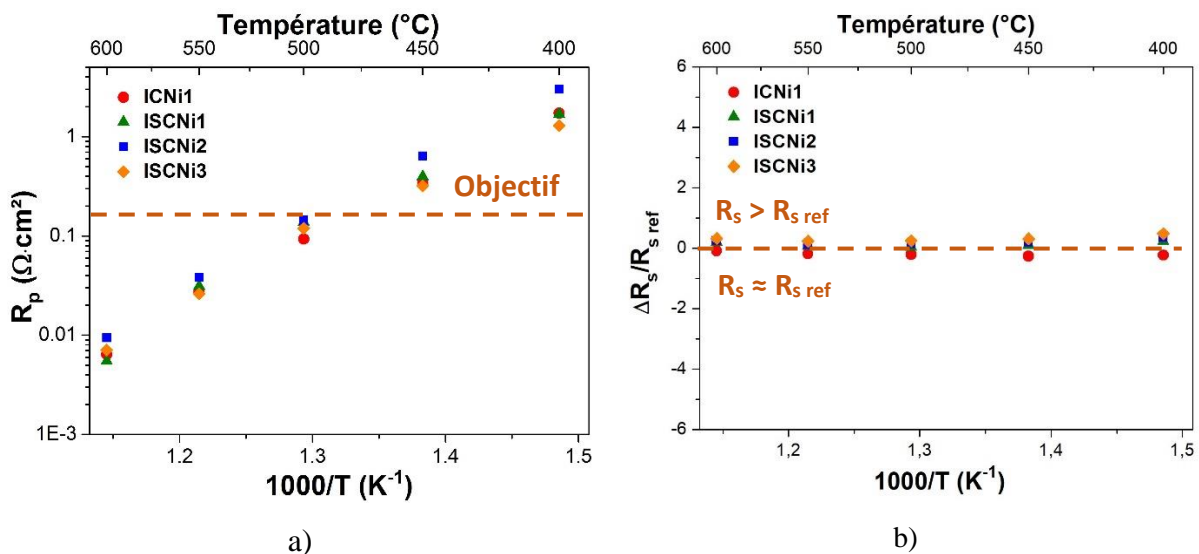 Température (°C)
600 550 500 450 400
ICNi1
ISCNi1
ISCNi2
ISCNi3
Objectif
1
0.1
0.01
1E-3
Rp (Ω·cm²)
1.2 1.3 1.4 1.5
1000/T (K⁻¹)
a)
Température (°C)
600 550 500 450 400
6
4
2
0
-2
-4
-6
ICNi1
ISCNi1
ISCNi2
ISCNi3
Rs > Rs ref
Rs ≈ Rs ref
ΔRs/Rs ref
1,2 1,3 1,4 1,5
1000/T (K⁻¹)
b)